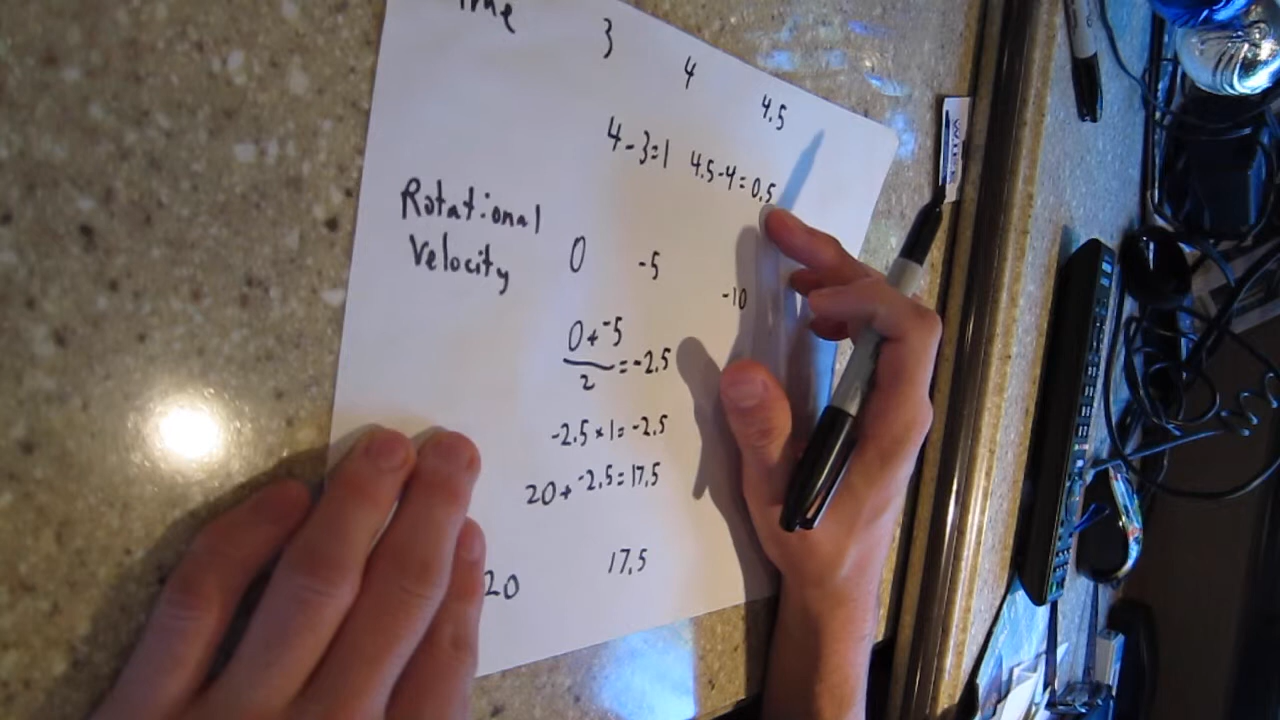 3 4 4.5
4-3=1 4.5-4=0.5
Rotational
Velocity
0 -5 -10
0+-5
2
=-2.5
-2.5×1=-2.5
20+-2.5=17.5
20 17.5